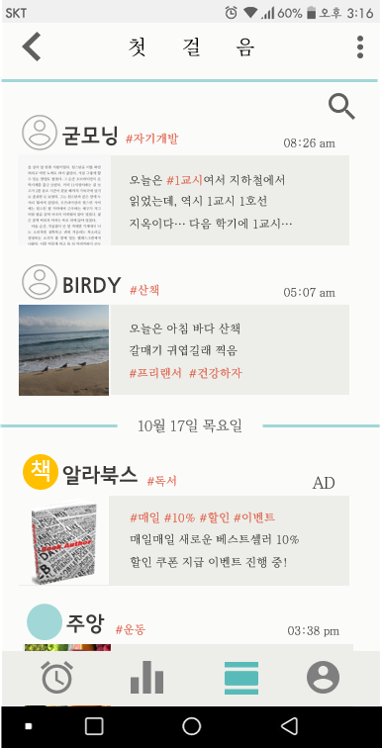 SKT 60% 오후 3:16
첫 걸 음
굳모닝 #자기개발 08:26 am
오늘은 #1교시여서 지하철에서
읽었는데, 역시 1교시 1호선
지옥이다… 다음 학기에 1교시…
BIRDY #산책 05:07 am
오늘은 아침 바다 산책
갈매기 귀엽길래 찍음
#프리랜서 #건강하자
10월 17일 목요일
책 알라북스 #독서 AD
#매일 #10% #할인 #이벤트
매일매일 새로운 베스트셀러 10%
할인 쿠폰 지급 이벤트 진행 중!
Book Author
주앙 #운동 03:38 pm